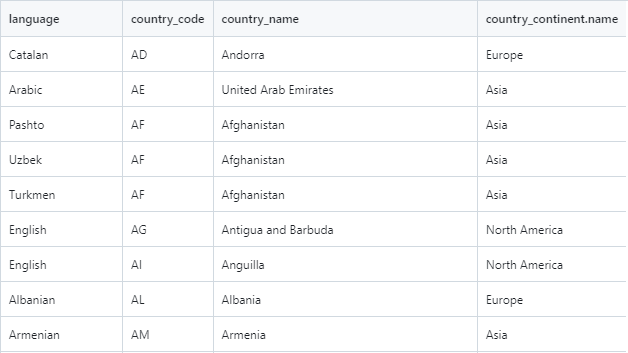 language country_code country_name country_continent.name
Catalan AD Andorra Europe
Arabic AE United Arab Emirates Asia
Pashto AF Afghanistan Asia
Uzbek AF Afghanistan Asia
Turkmen AF Afghanistan Asia
English AG Antigua and Barbuda North America
English AI Anguilla North America
Albanian AL Albania Europe
Armenian AM Armenia Asia